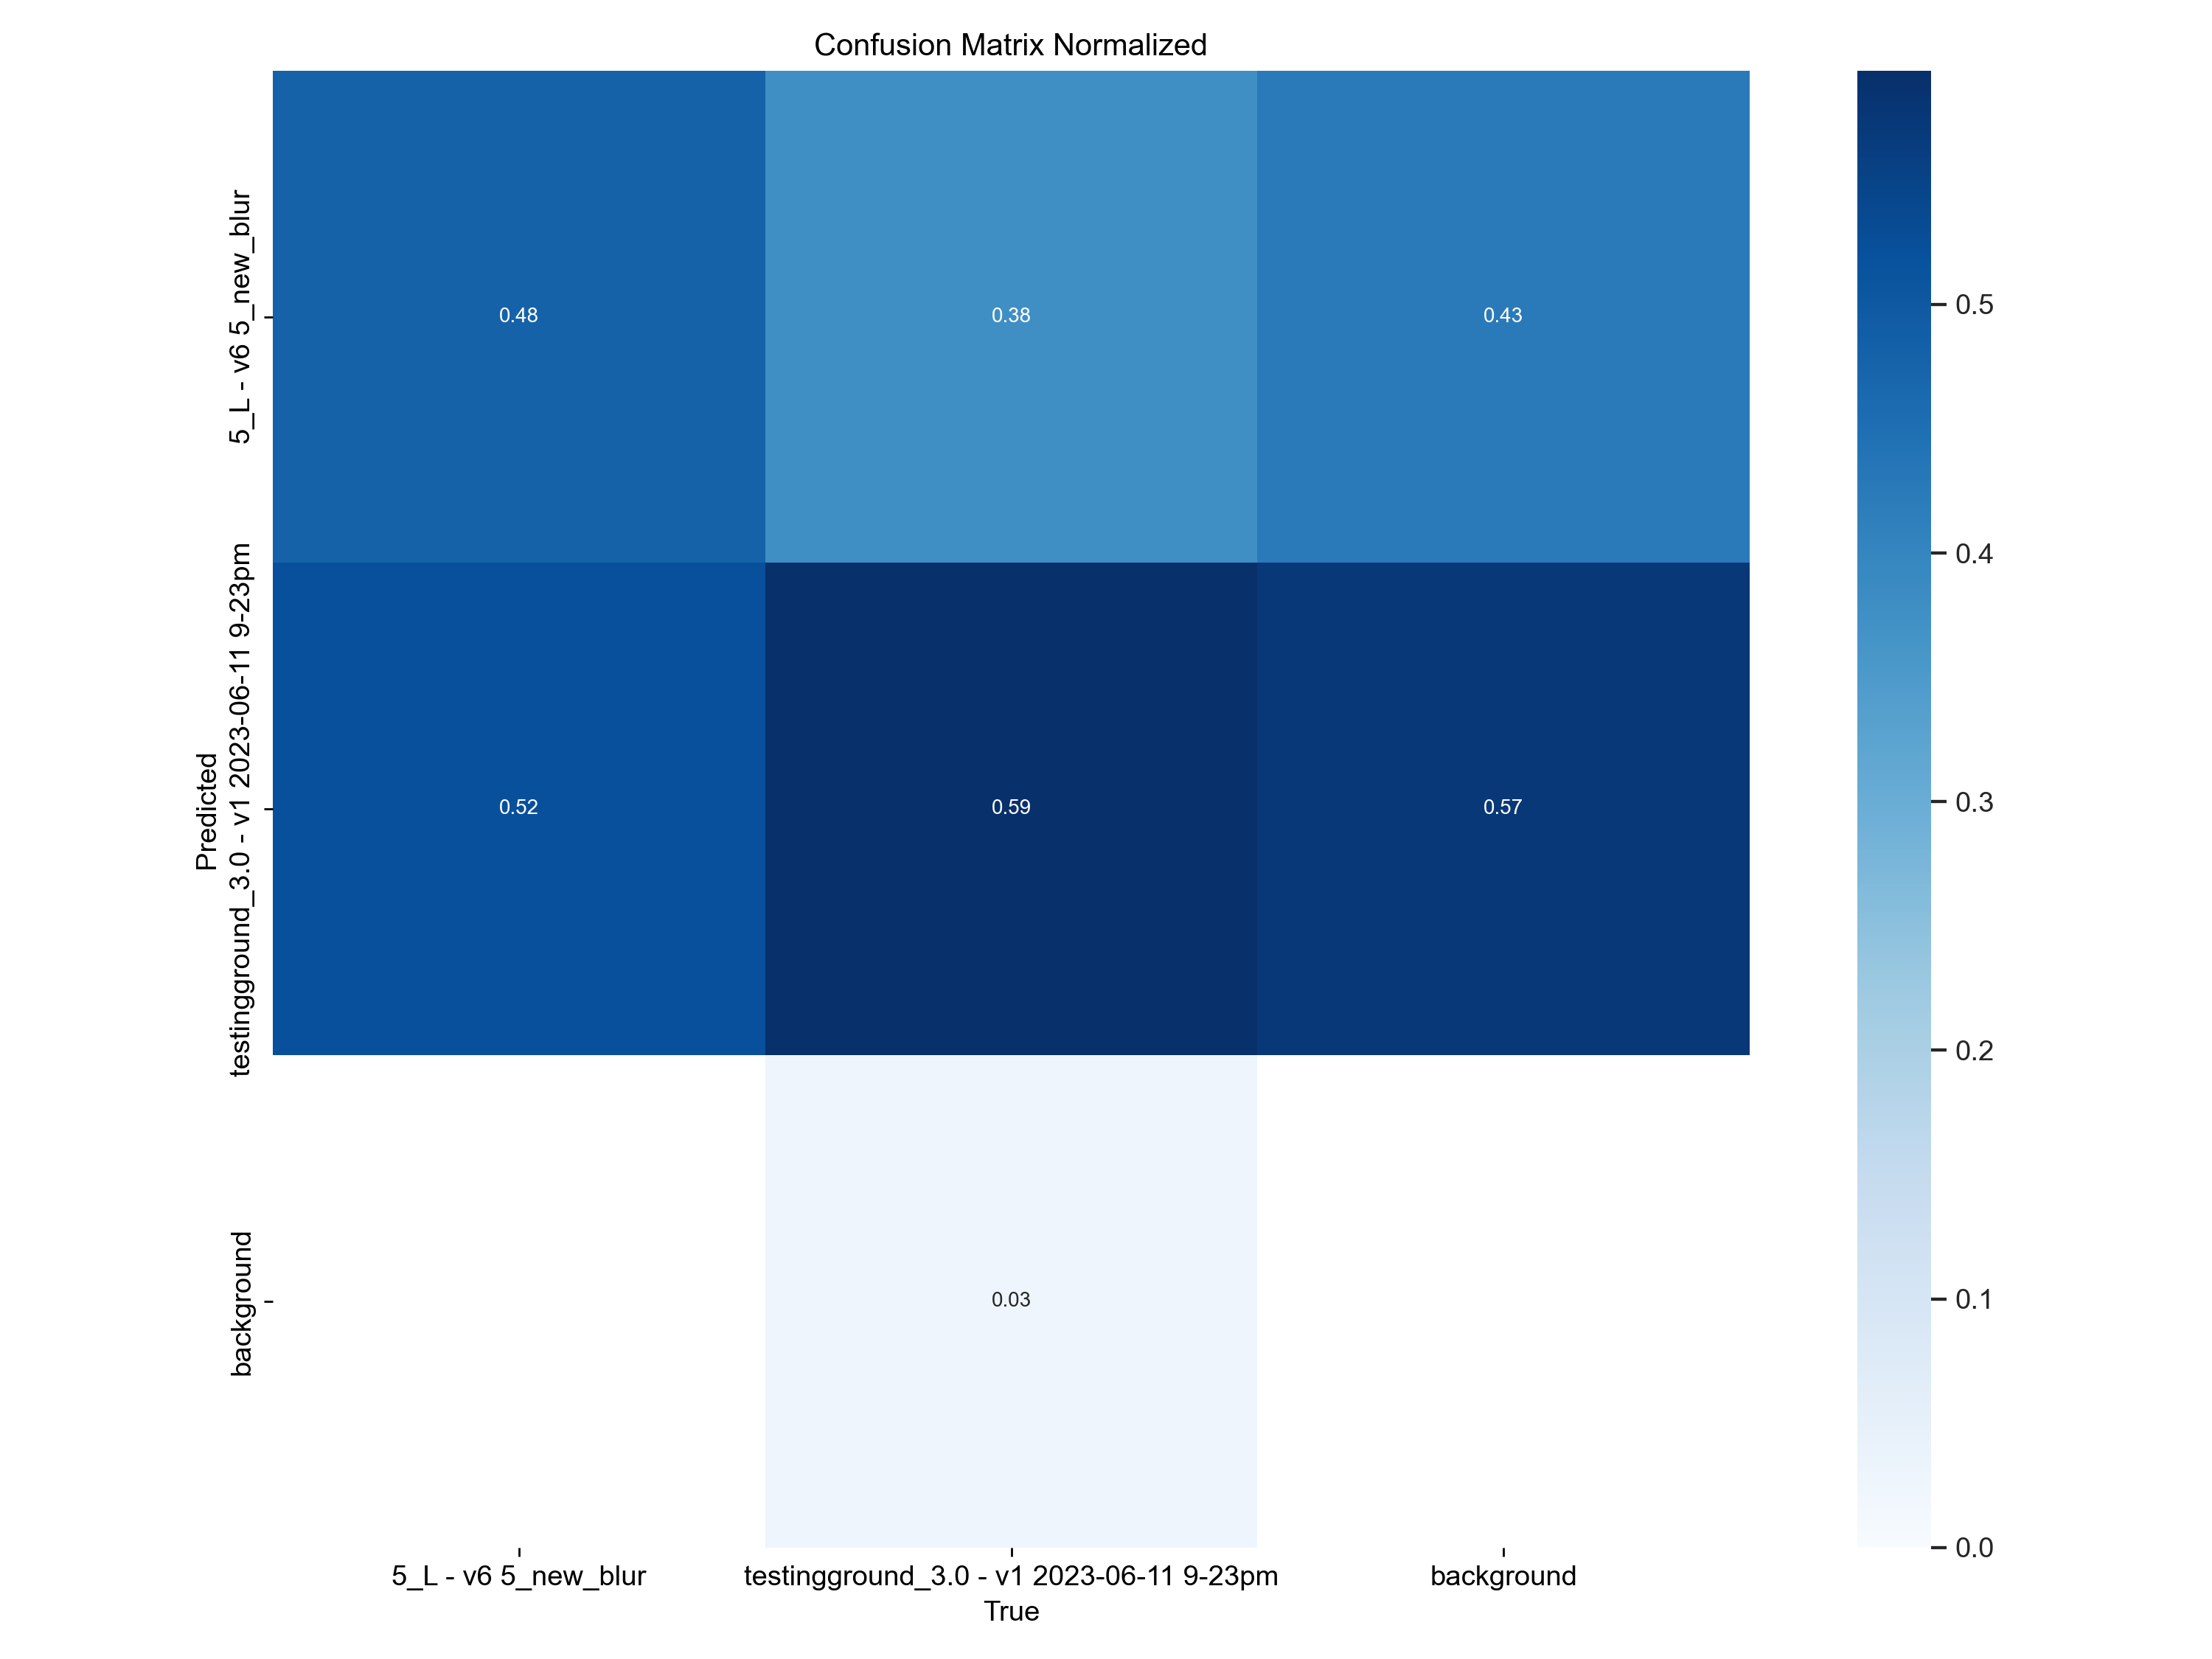 Confusion Matrix Normalized
5_L - v6 5_new_blur
0.48
0.38
0.43
0.5
0.4
Predicted
testingground_3.0 - v1 2023-06-11 9-23pm
0.52
0.59
0.57
0.3
0.2
background
0.03
0.1
0.0
5_L - v6 5_new_blur
testingground_3.0 - v1 2023-06-11 9-23pm
background
True